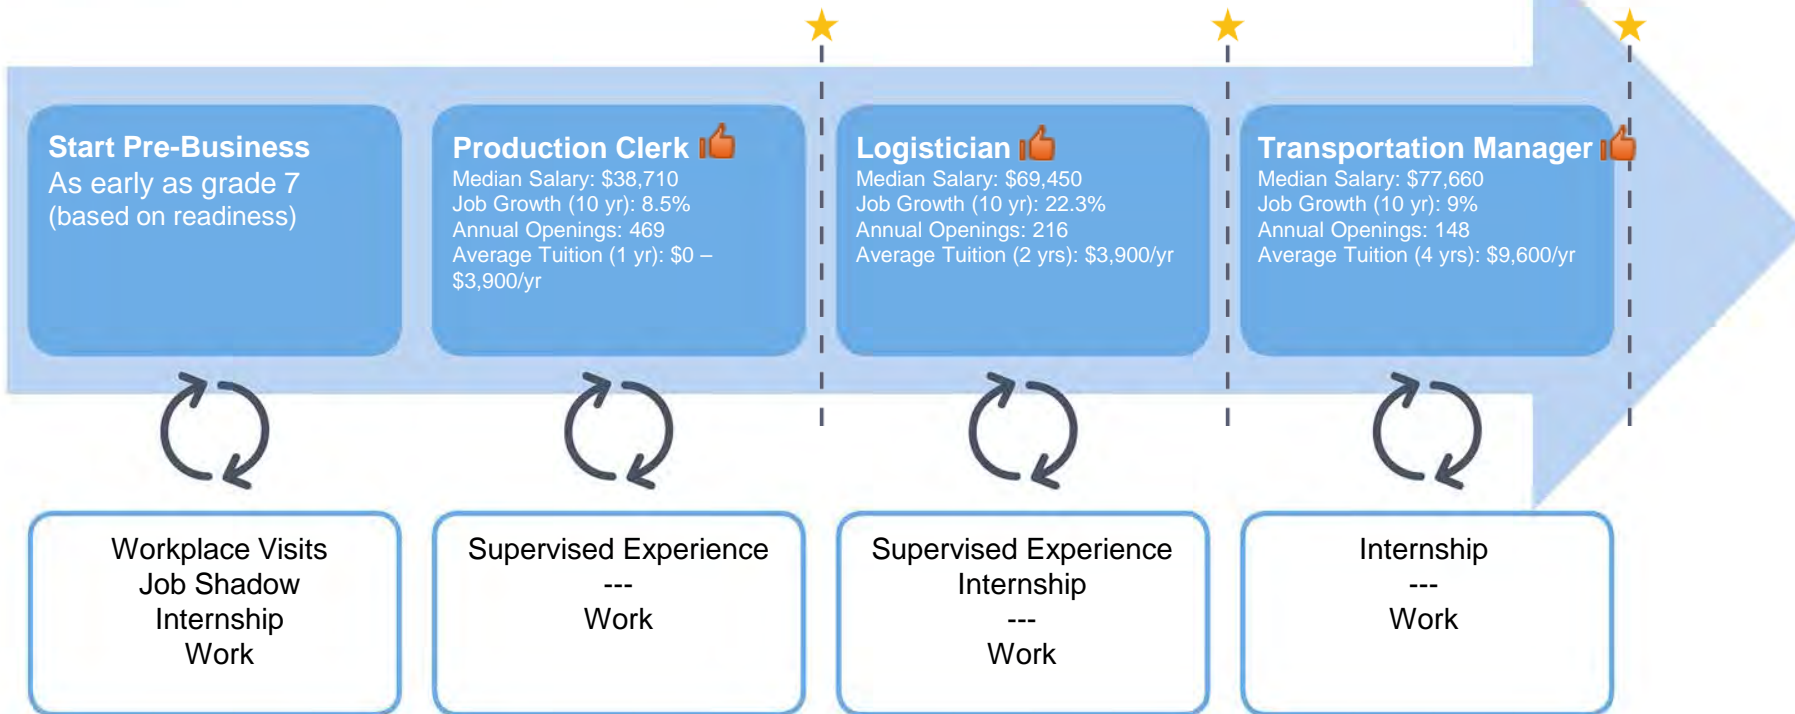 Start Pre-Business
As early as grade 7
(based on readiness)
Production Clerk
Median Salary: $38,710
Job Growth (10 yr): 8.5%
Annual Openings: 469
Average Tuition (1 yr): $0 –
$3,900/yr
Logistician
Median Salary: $69,450
Job Growth (10 yr): 22.3%
Annual Openings: 216
Average Tuition (2 yrs): $3,900/yr
Transportation Manager
Median Salary: $77,660
Job Growth (10 yr): 9%
Annual Openings: 148
Average Tuition (4 yrs): $9,600/yr
Workplace Visits
Job Shadow
Internship
Work
Supervised Experience
---
Work
Supervised Experience
Internship
---
Work
Internship
---
Work